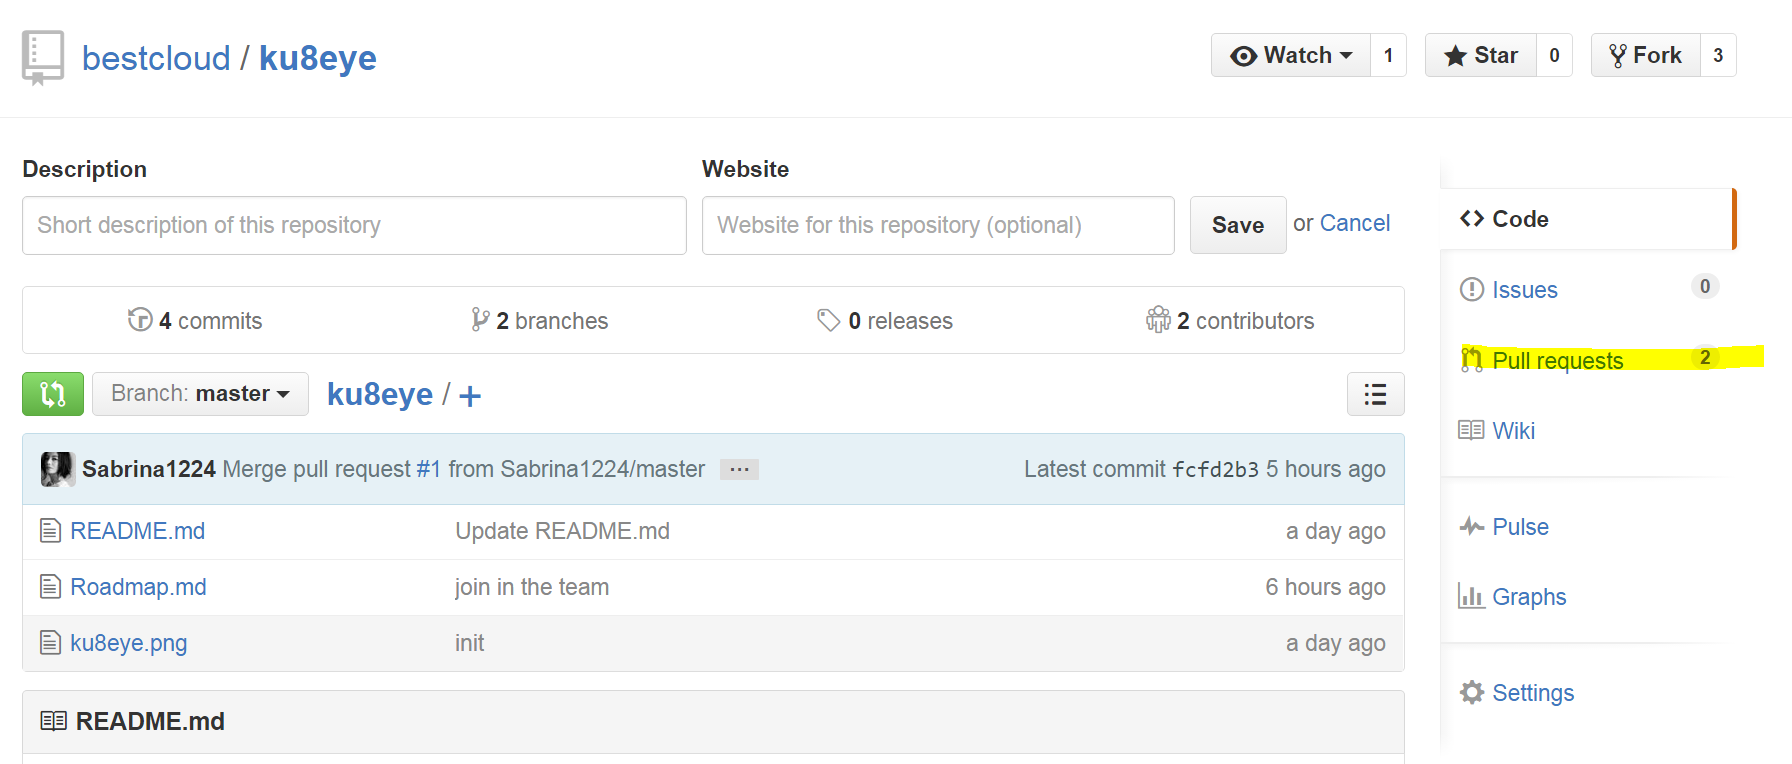 bestcloud / ku8eye
Watch 1 Star 0 Fork 3
Description
Website
Short description of this repository
Website for this repository (optional)
Save or Cancel
4 commits
2 branches
0 releases
2 contributors
Branch: master
ku8eye / +
Sabrina1224 Merge pull request #1 from Sabrina1224/master ... Latest commit fcfd2b3 5 hours ago
README.md Update README.md a day ago
Roadmap.md join in the team 6 hours ago
ku8eye.png init a day ago
README.md
Code
Issues 0
Pull requests 2
Wiki
Pulse
Graphs
Settings